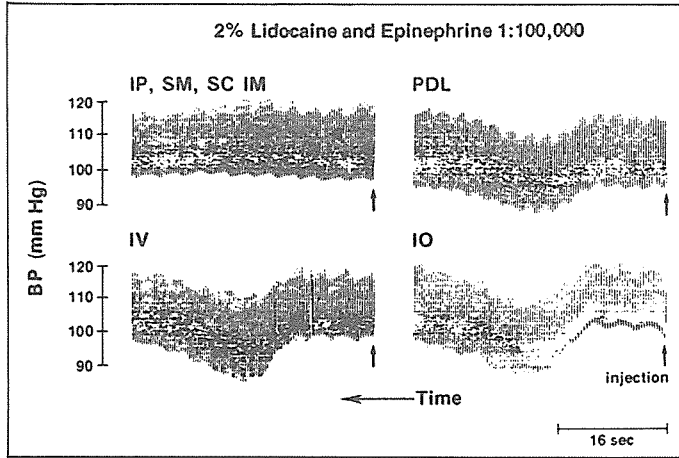 2% Lidocaine and Epinephrine 1:100,000
IP, SM, SC IM
PDL
120
110
100
90
IV
IO
120
110
100
90
BP (mm Hg)
injection
Time
16 sec